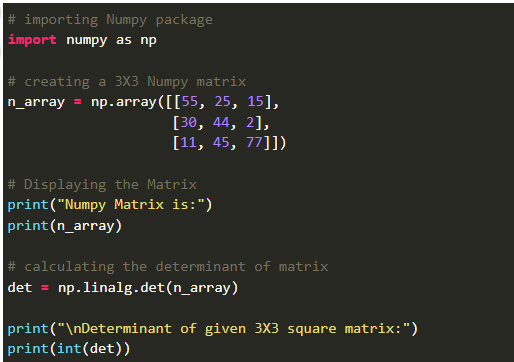 # importing Numpy package
import numpy as np
# creating a 3X3 Numpy matrix
n_array = np.array([[55, 25, 15],
                    [30, 44, 2],
                    [11, 45, 77]])
# Displaying the Matrix
print("Numpy Matrix is:")
print(n_array)
# calculating the determinant of matrix
det = np.linalg.det(n_array)
print("\nDeterminant of given 3X3 square matrix:")
print(int(det))